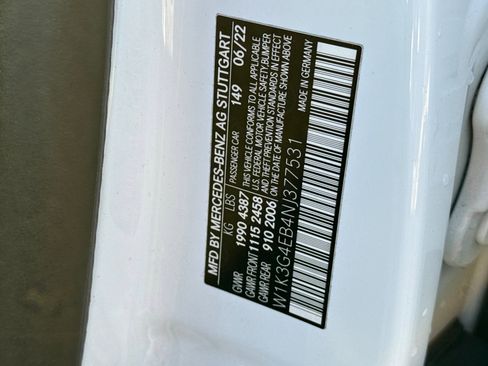 MFD BY MERCEDES-BENZ AG STUTTGART
KG LBS PASSENGER CAR 149 06/22
GVWR 1990 4387 THIS VEHICLE CONFORMS TO ALL APPLICABLE
GAWR FRONT 1115 2458 U.S. FEDERAL MOTOR VEHICLE SAFETY, BUMPER
GAWR REAR 910 2006 AND THEFT PREVENTION STANDARDS IN EFFECT
ON THE DATE OF MANUFACTURE SHOWN ABOVE
W1K3G4EB4NJ377531 MADE IN GERMANY